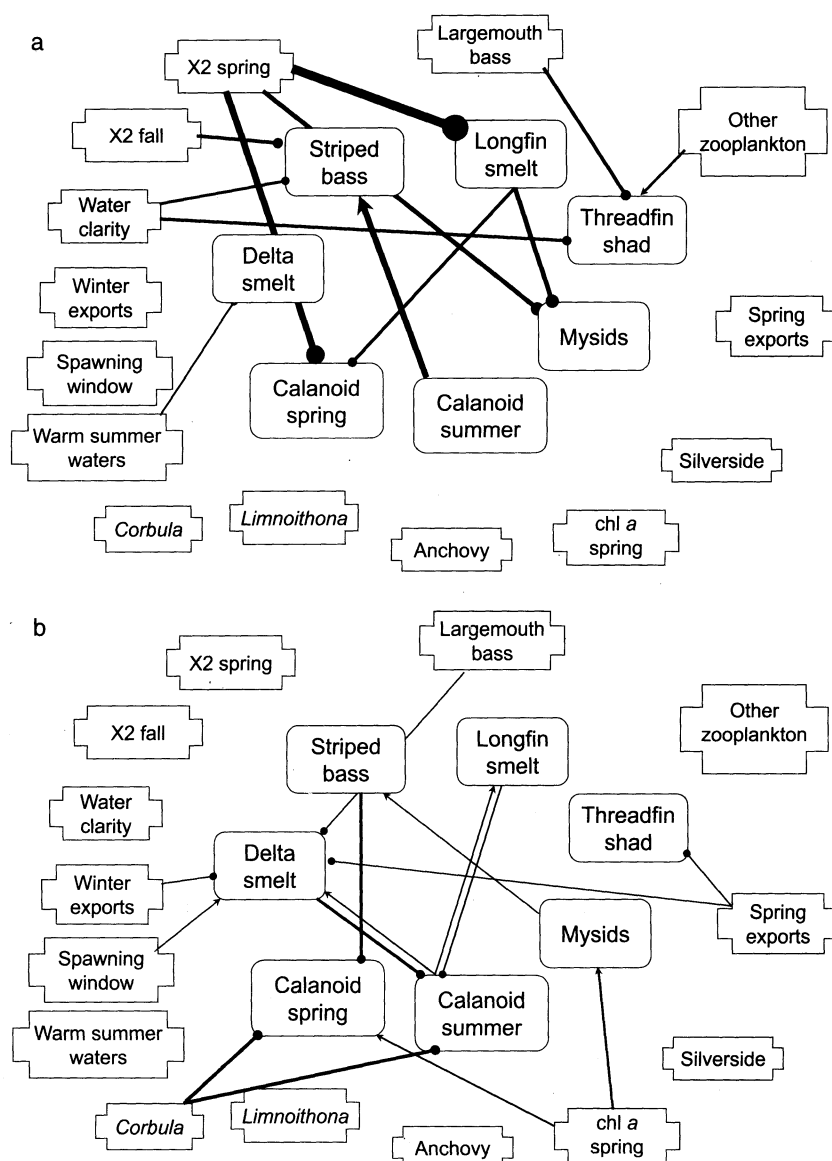 a
Largemouth
bass
X2 spring
X2 fall
Striped
bass
Longfin
smelt
Other
zooplankton
Water
clarity
Threadfin
shad
Delta
smelt
Winter
exports
Spring
exports
Mysids
Spawning
window
Calanoid
spring
Calanoid
summer
Warm summer
waters
Silverside
Corbula
Limnoithona
Anchovy
chl a
spring
b
Largemouth
bass
X2 spring
X2 fall
Striped
bass
Longfin
smelt
Other
zooplankton
Water
clarity
Threadfin
shad
Delta
smelt
Winter
exports
Spring
exports
Mysids
Spawning
window
Calanoid
spring
Calanoid
summer
Warm summer
waters
Silverside
Corbula
Limnoithona
Anchovy
chl a
spring